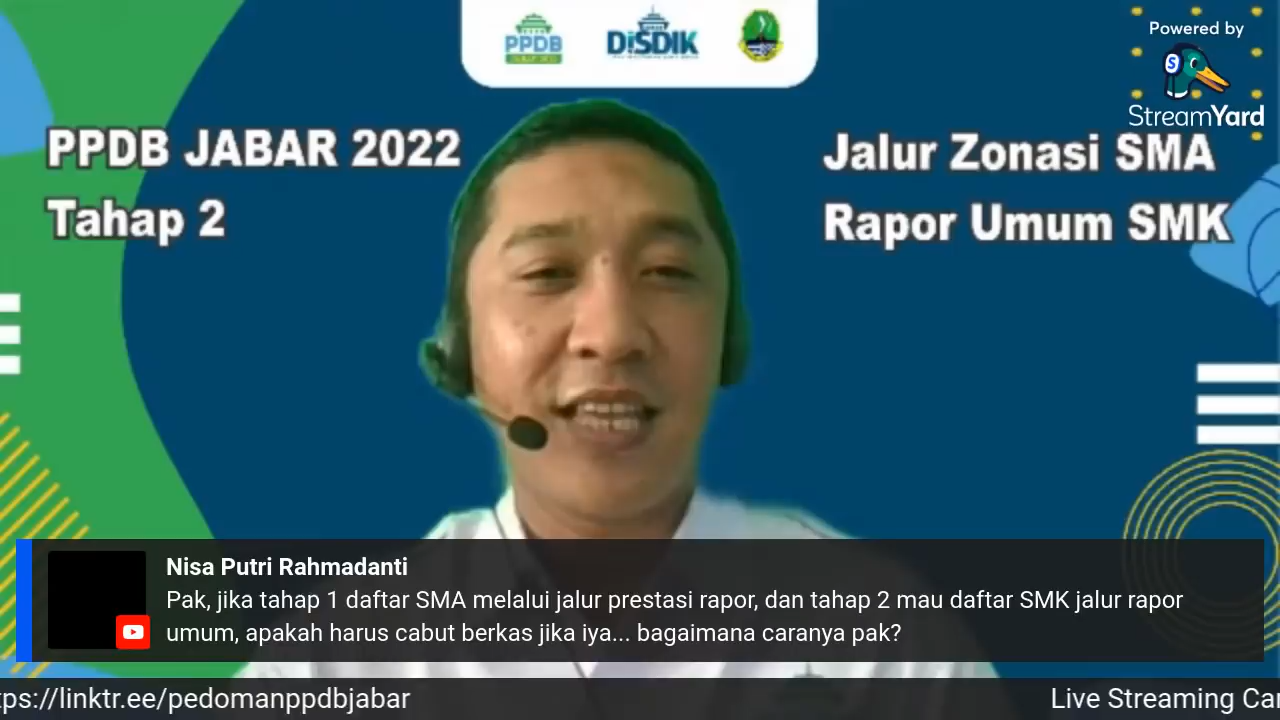 PPDB
DISDIK
Powered by
S
StreamYard
PPDB JABAR 2022
Tahap 2
Jalur Zonasi SMA
Rapor Umum SMK
Nisa Putri Rahmadanti
Pak, jika tahap 1 daftar SMA melalui jalur prestasi rapor, dan tahap 2 mau daftar SMK jalur rapor
umum, apakah harus cabut berkas jika iya... bagaimana caranya pak?
tps://linktr.ee/pedomanppdbjabar
Live Streaming Car